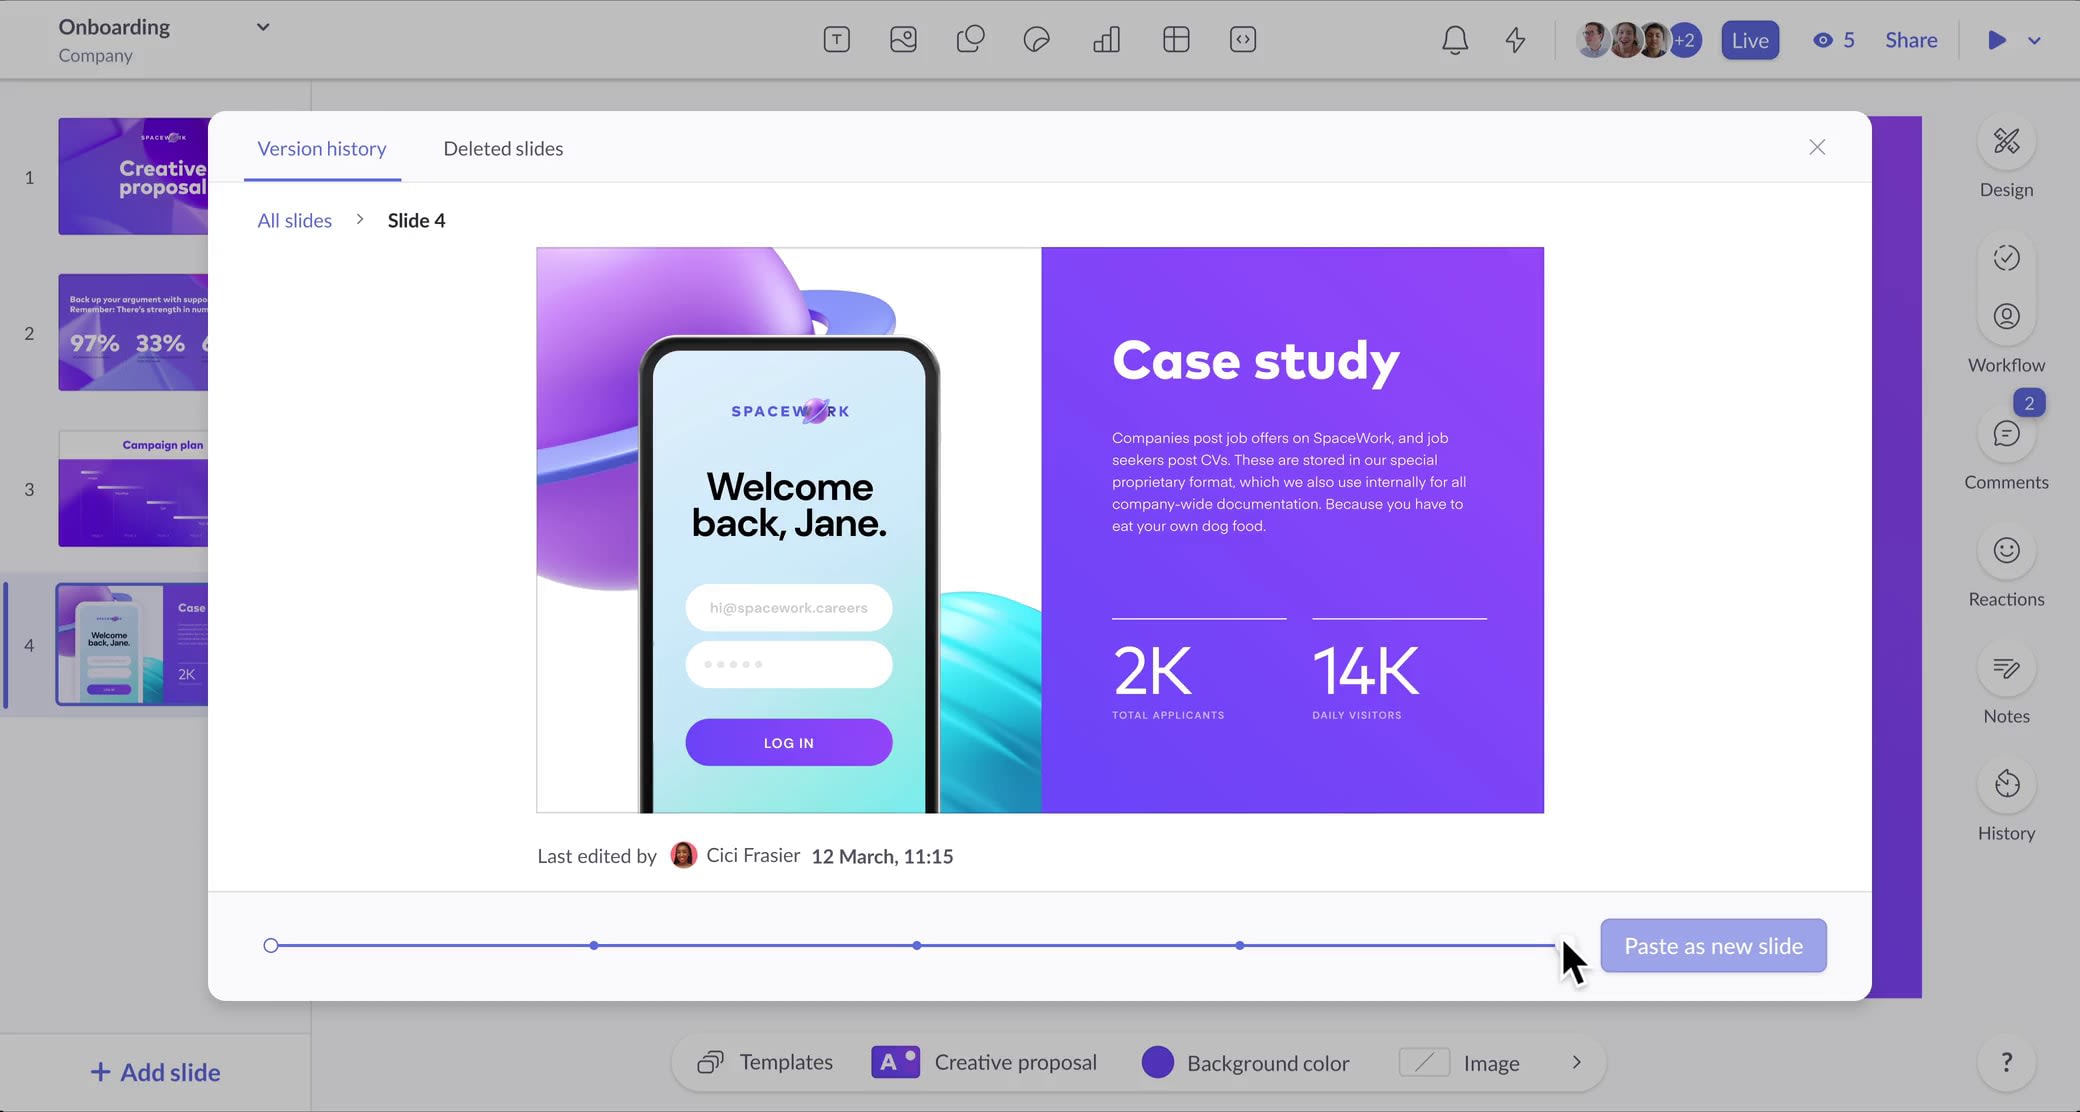 Onboarding
Company
T
+2
Live
5
Share
1
SPACEW RK
Creative
proposal
2
Back up your argument with suppo
Remember: There's strength in num
97% 33%
3
Campaign plan
4
Welcome
back, Jane.
LOG IN
Case
2K
Version history
Deleted slides
All slides > Slide 4
SPACEW RK
Welcome
back, Jane.
hi@spacework.careers
LOG IN
Case study
Companies post job offers on SpaceWork, and job
seekers post CVs. These are stored in our special
proprietary format, which we also use internally for all
company-wide documentation. Because you have to
eat your own dog food.
2K
TOTAL APPLICANTS
14K
DAILY VISITORS
Last edited by Cici Frasier 12 March, 11:15
Paste as new slide
Design
Workflow
2
Comments
Reactions
Notes
History
+ Add slide
Templates
A
Creative proposal
Background color
Image
?